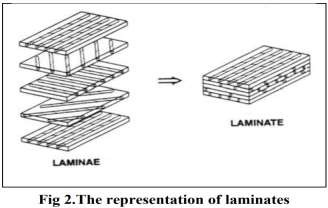 LAMINATE
LAMINAE
Fig 2.The representation of laminates